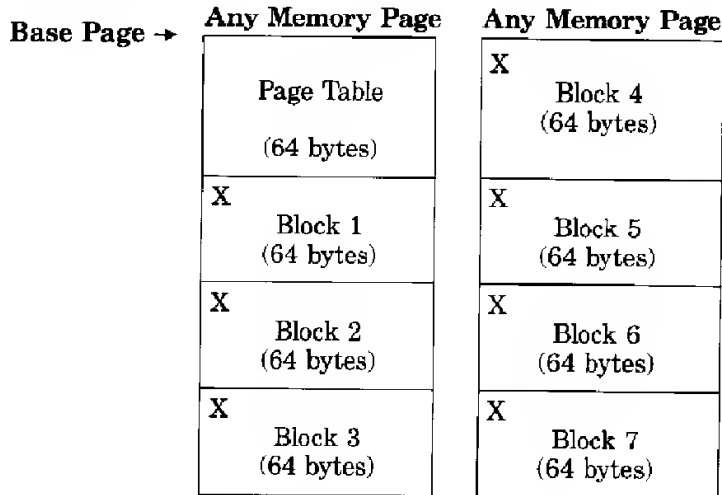 Base Page →
Any Memory Page
Page Table
(64 bytes)
X
Block 1
(64 bytes)
X
Block 2
(64 bytes)
X
Block 3
(64 bytes)
Any Memory Page
X
Block 4
(64 bytes)
X
Block 5
(64 bytes)
X
Block 6
(64 bytes)
X
Block 7
(64 bytes)